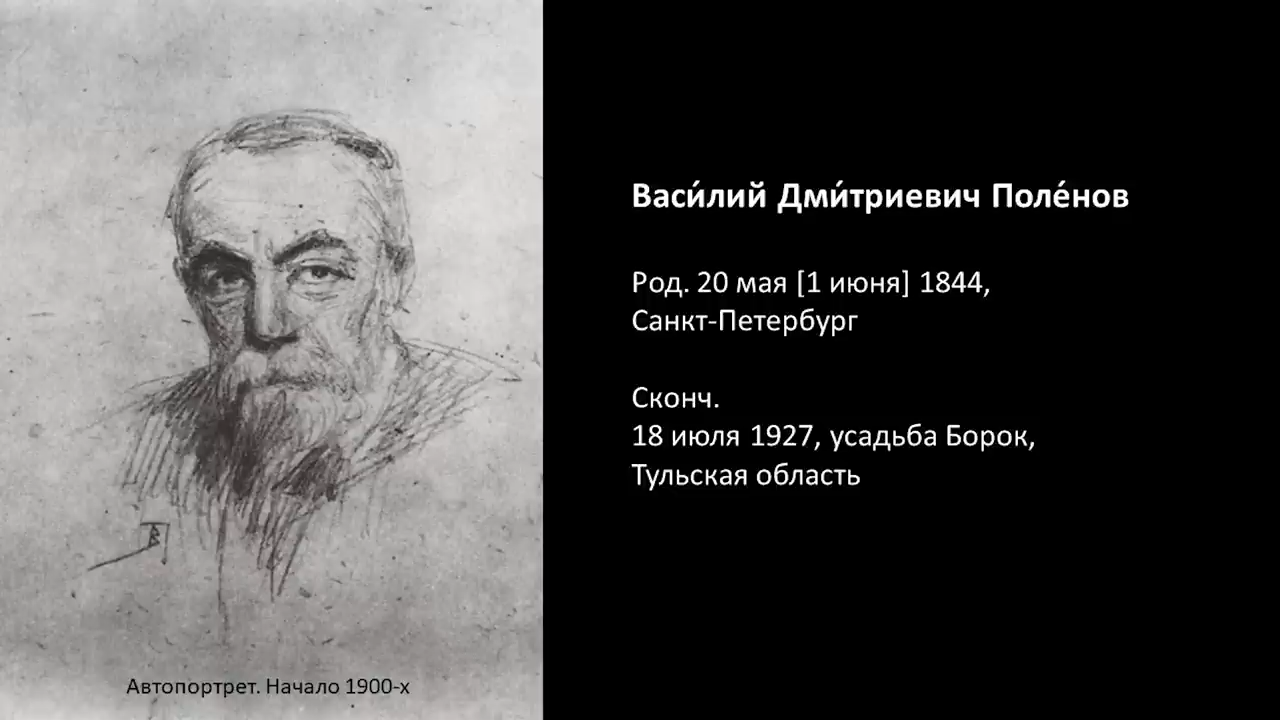 Васи́лий Дми́триевич Поле́нов
Род. 20 мая [1 июня] 1844,
Санкт-Петербург
Сконч.
18 июля 1927, усадьба Борок,
Тульская область
Автопортрет. Начало 1900-х